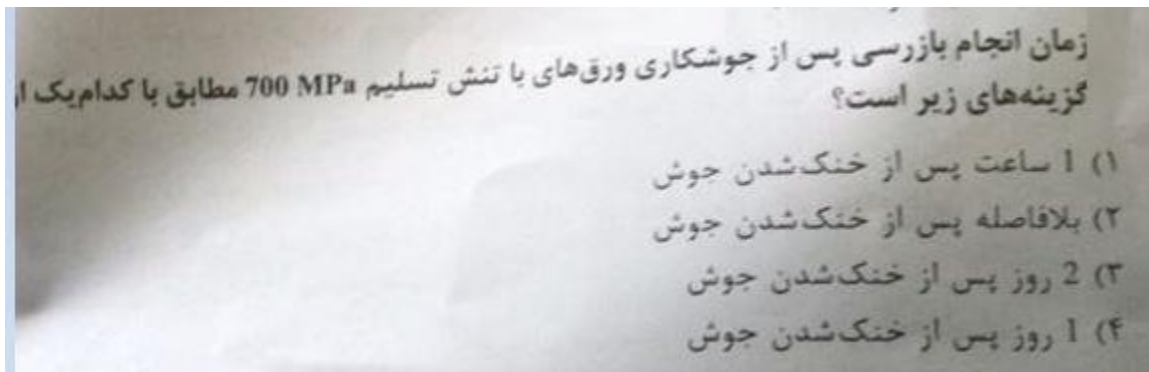 زمان انجام بازرسی پس از جوشکاری ورق‌های با تنش تسلیم 700 MPa مطابق با کدام‌یک از
گزینه‌های زیر است؟
۱) 1 ساعت پس از خنک‌شدن جوش
۲) بلافاصله پس از خنک‌شدن جوش
۳) 2 روز پس از خنک‌شدن جوش
۴) 1 روز پس از خنک‌شدن جوش